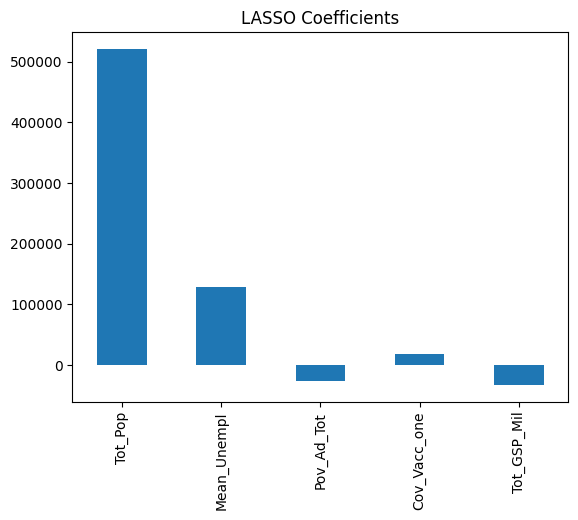 LASSO Coefficients
500000
400000
300000
200000
100000
0
Tot_Pop
Mean_Unempl
Pov_Ad_Tot
Cov_Vacc_one
Tot_GSP_Mil